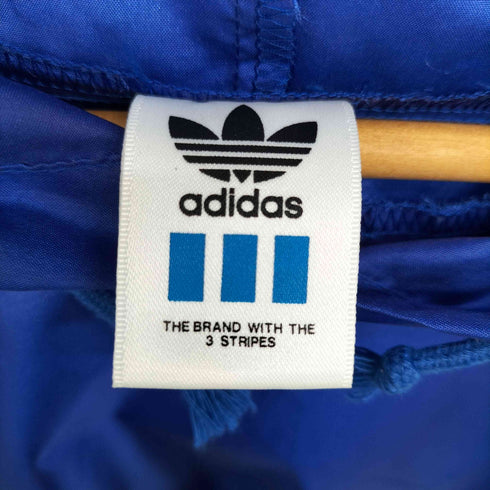 adidas
THE BRAND WITH THE
3 STRIPES